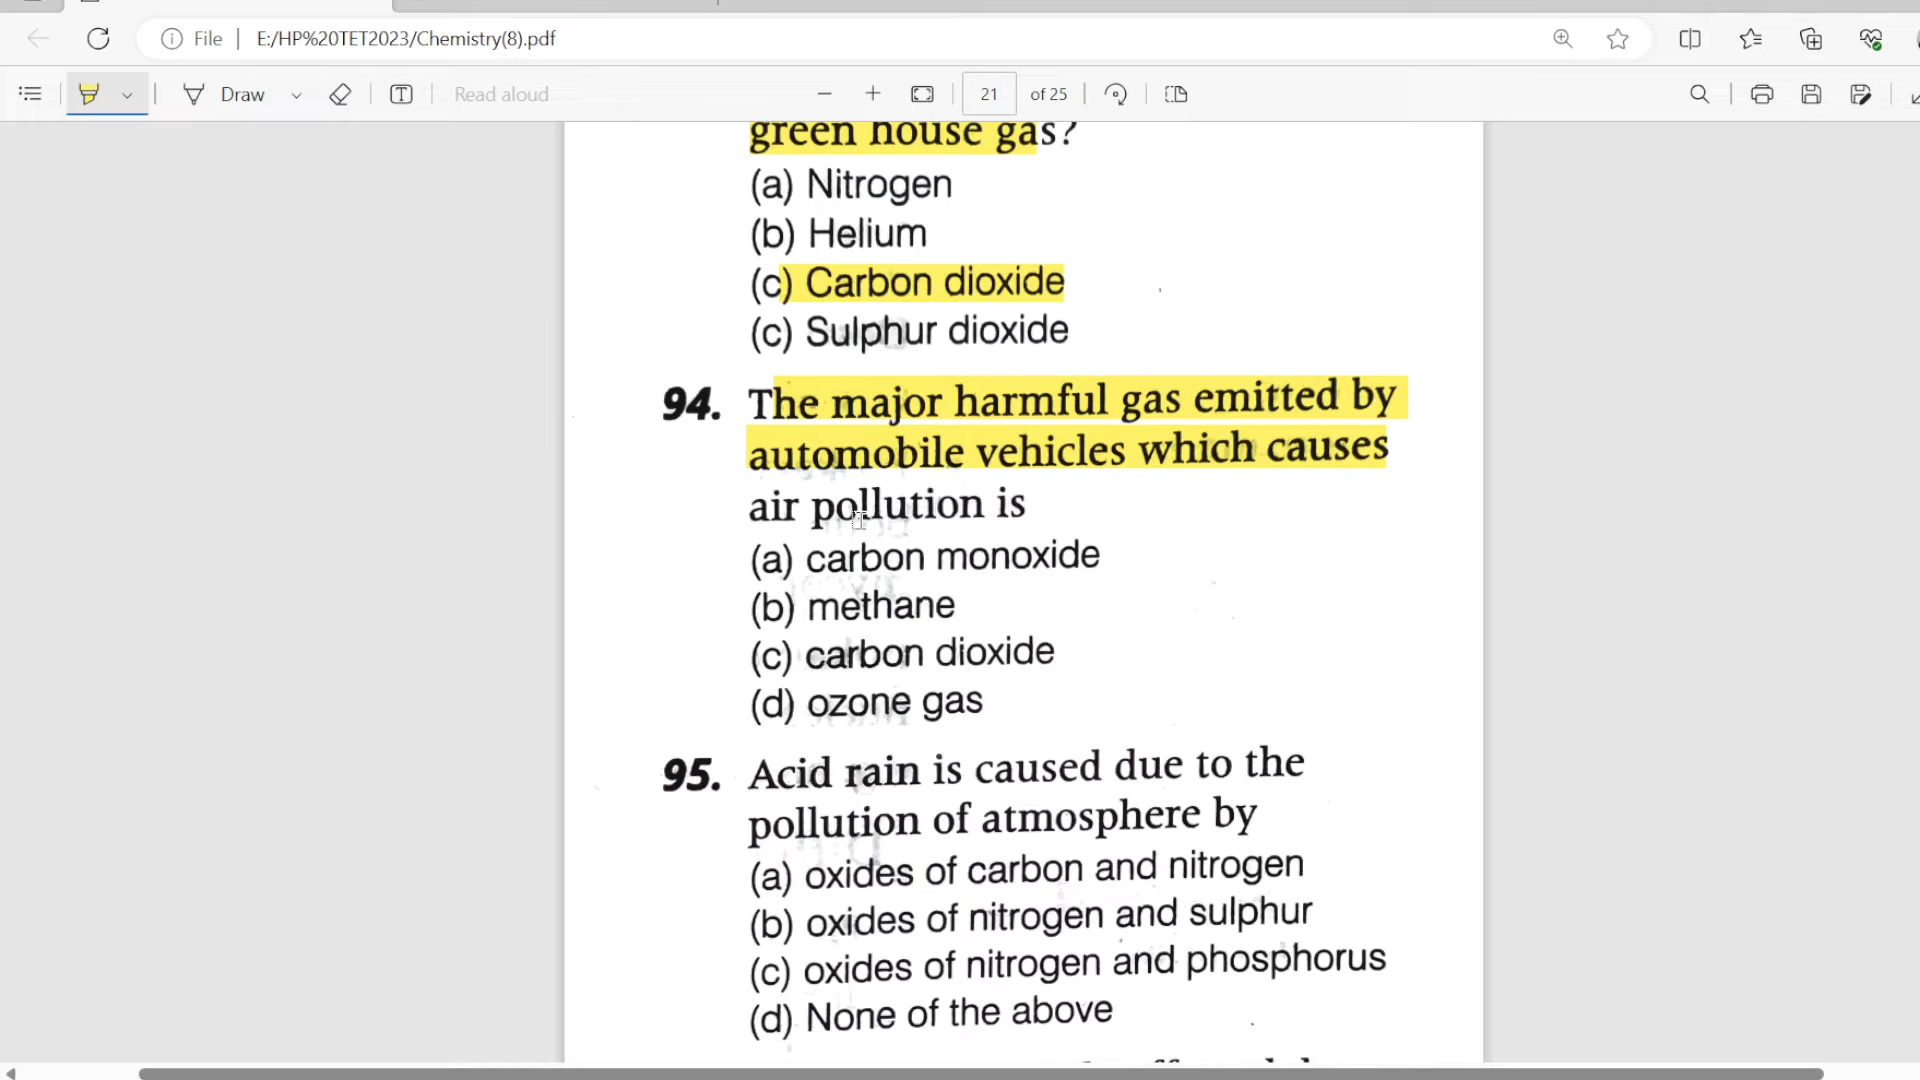 File | E:/HP%20TET2023/Chemistry(8).pdf
Draw Read aloud 21 of 25
green house gas?
(a) Nitrogen
(b) Helium
(c) Carbon dioxide
(c) Sulphur dioxide
94. The major harmful gas emitted by
automobile vehicles which causes
air pollution is
(a) carbon monoxide
(b) methane
(c) carbon dioxide
(d) ozone gas
95. Acid rain is caused due to the
pollution of atmosphere by
(a) oxides of carbon and nitrogen
(b) oxides of nitrogen and sulphur
(c) oxides of nitrogen and phosphorus
(d) None of the above